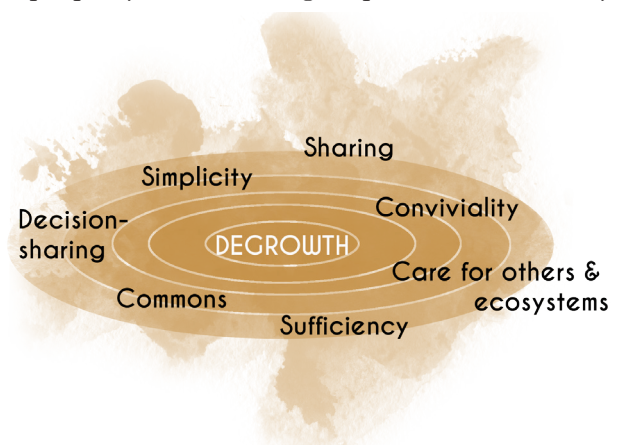 Sharing
Simplicity
Conviviality
Decision-
sharing
DEGROWTH
Care for others &
ecosystems
Commons
Sufficiency